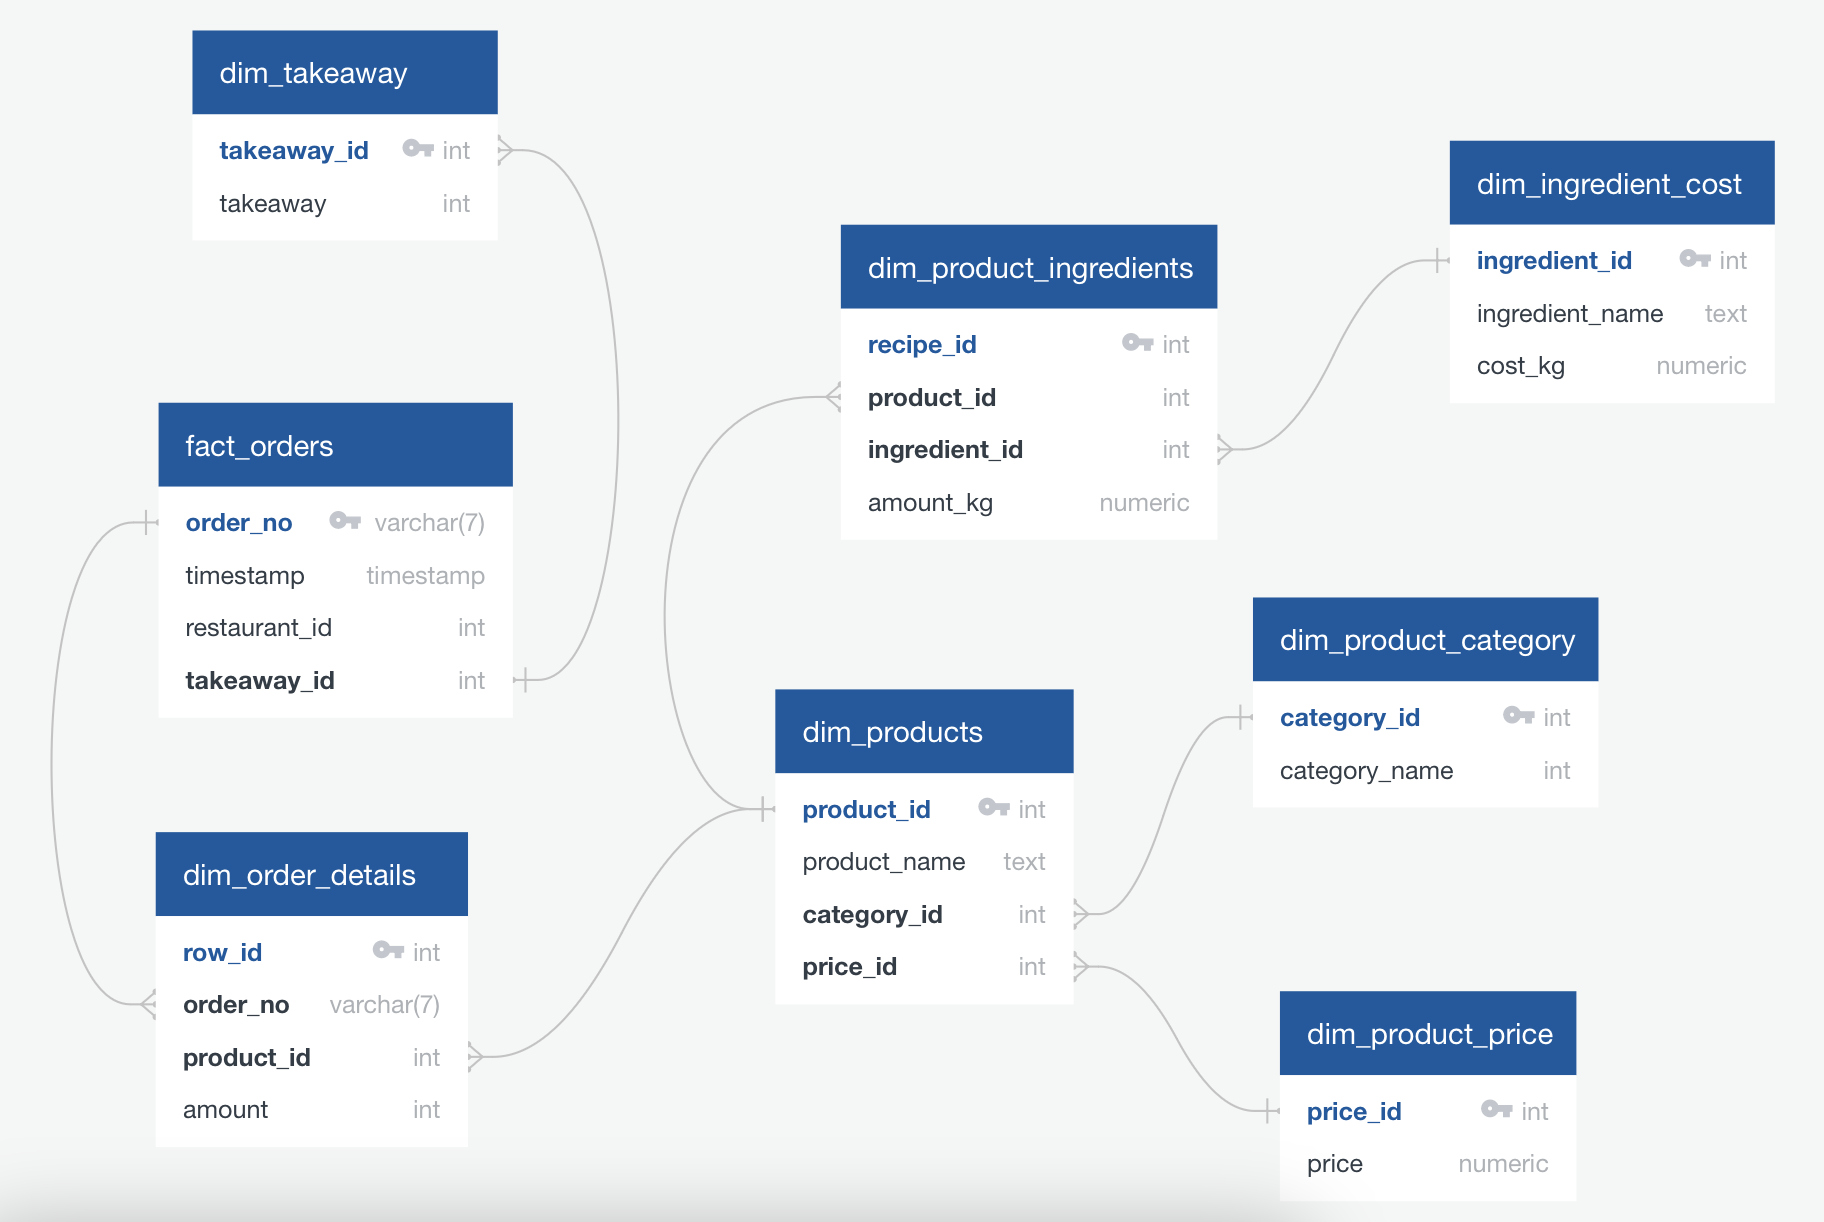 dim_takeaway
takeaway_id int
takeaway int
fact_orders
order_no varchar(7)
timestamp timestamp
restaurant_id int
takeaway_id int
dim_order_details
row_id int
order_no varchar(7)
product_id int
amount int
dim_product_ingredients
recipe_id int
product_id int
ingredient_id int
amount_kg numeric
dim_products
product_id int
product_name text
category_id int
price_id int
dim_ingredient_cost
ingredient_id int
ingredient_name text
cost_kg numeric
dim_product_category
category_id int
category_name int
dim_product_price
price_id int
price numeric